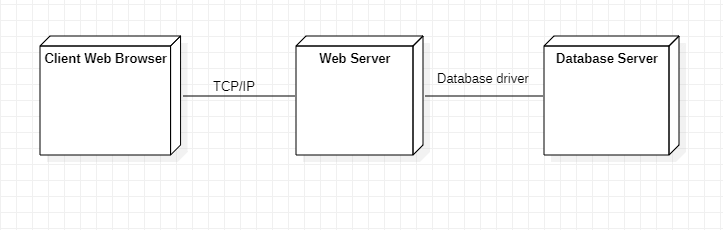 Client Web Browser
TCP/IP
Web Server
Database driver
Database Server